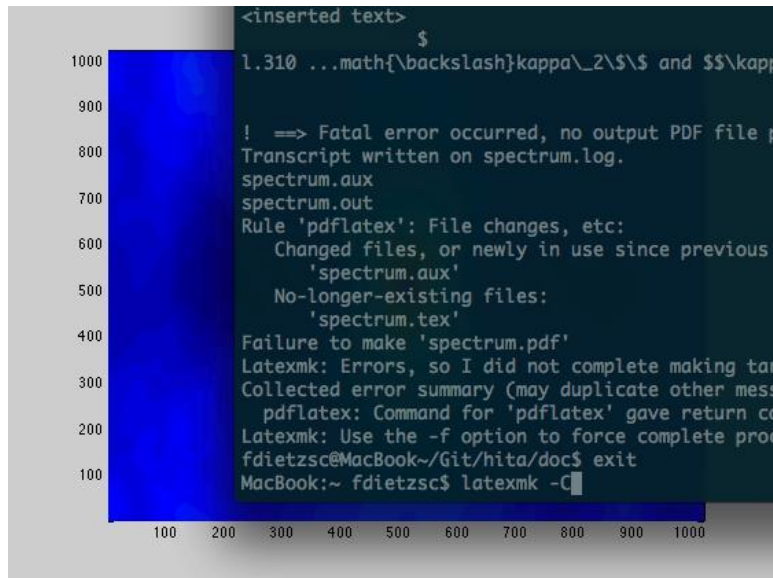 <inserted text>
$
l.310 ...math{\backslash}kappa\_2\$\$ and $$\kapp
! ==> Fatal error occurred, no output PDF file p
Transcript written on spectrum.log.
spectrum.aux
spectrum.out
Rule 'pdflatex': File changes, etc:
Changed files, or newly in use since previous
'spectrum.aux'
No-longer-existing files:
'spectrum.tex'
Failure to make 'spectrum.pdf'
Latexmk: Errors, so I did not complete making tar
Collected error summary (may duplicate other mess
pdflatex: Command for 'pdflatex' gave return co
Latexmk: Use the -f option to force complete proc
fdietzsc@MacBook~/Git/hita/doc$ exit
MacBook:~ fdietzsc$ latexmk -C
1000
900
800
700
600
500
400
300
200
100
100 200 300 400 500 600 700 800 900 1000